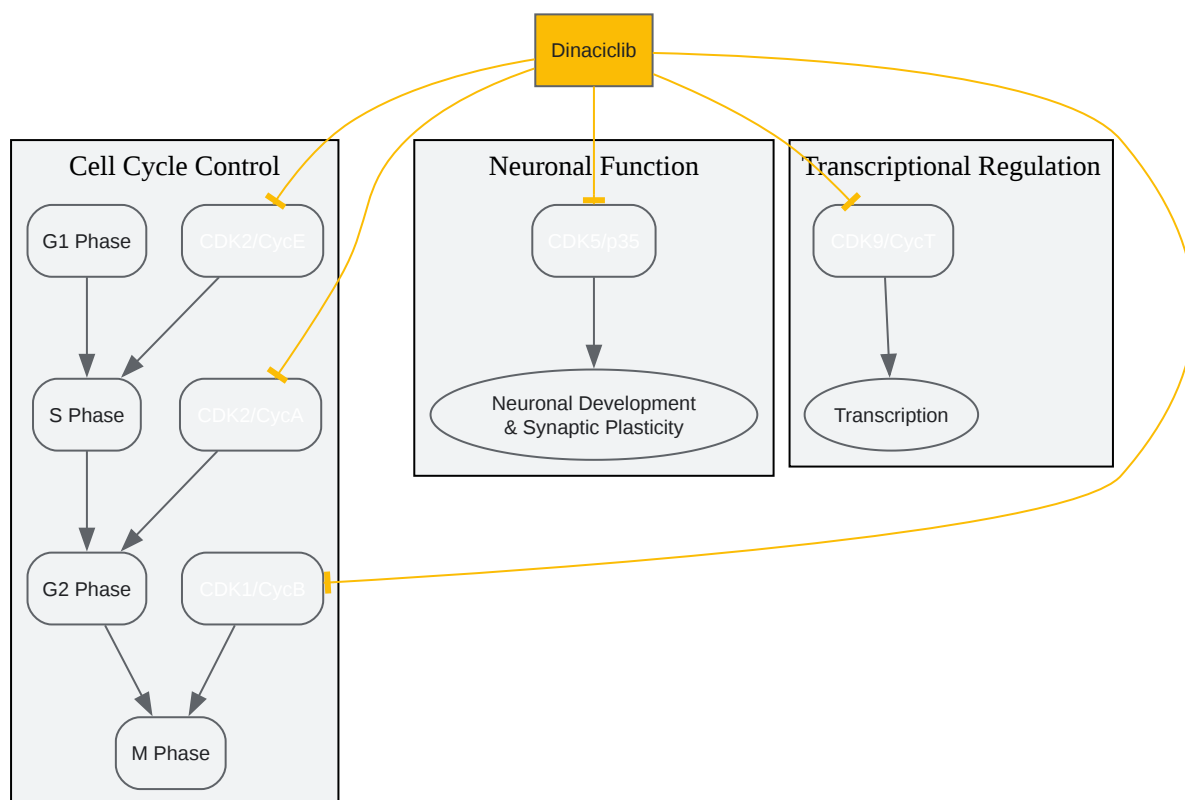 Dinaciclib
Cell Cycle Control
Neuronal Function
Transcriptional Regulation
G1 Phase
CDK2/CycE
CDK5/p35
CDK9/CycT
S Phase
CDK2/CycA
Neuronal Development
& Synaptic Plasticity
Transcription
G2 Phase
CDK1/CycB
M Phase